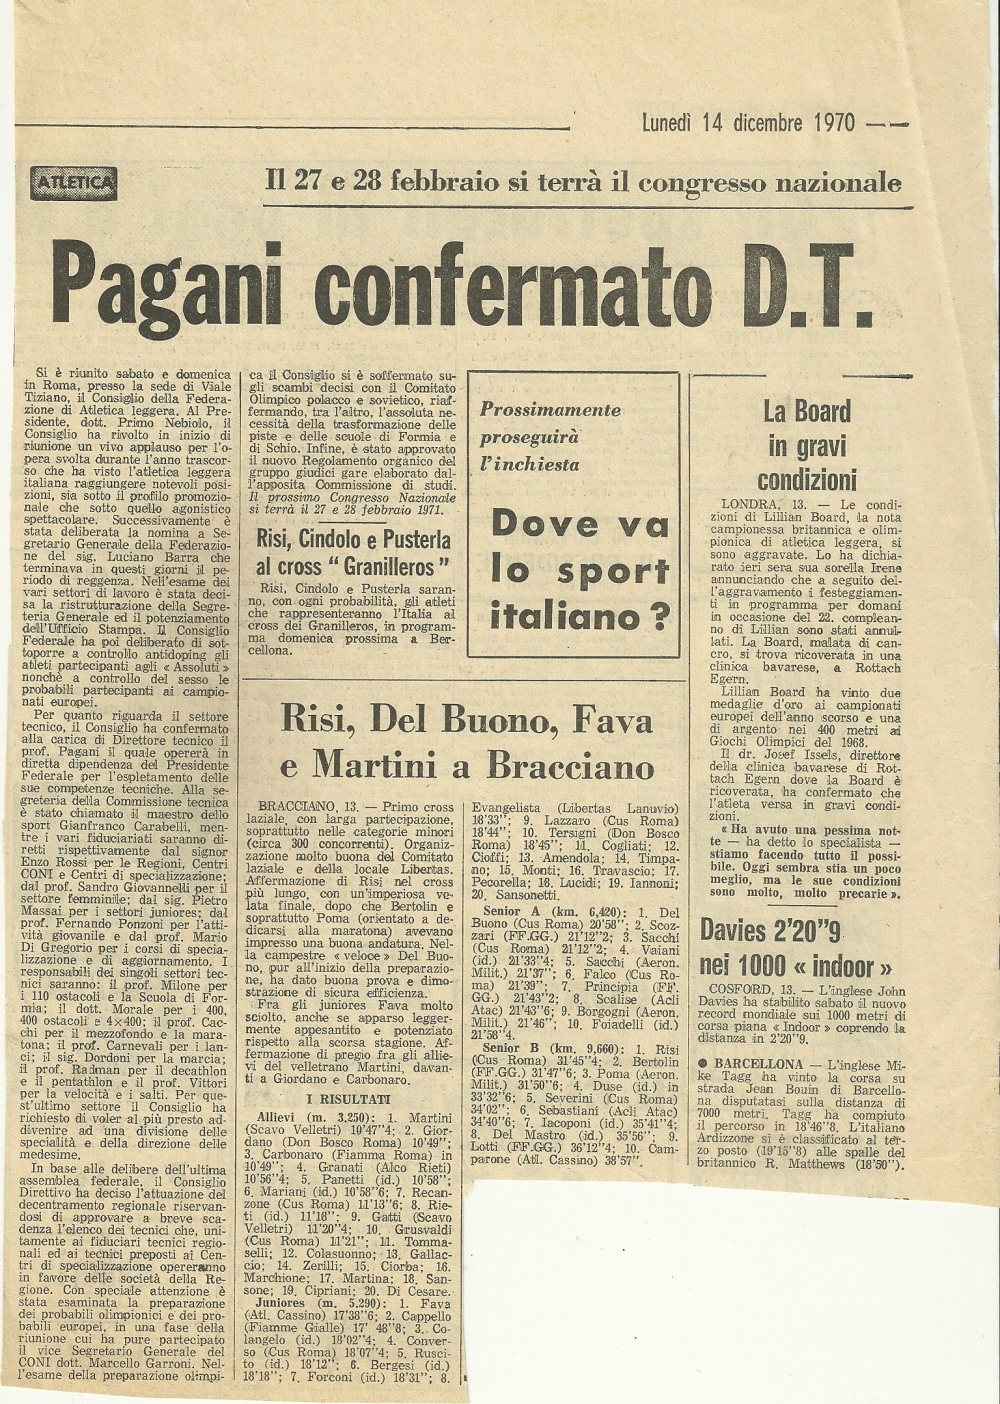 Lunedì 14 dicembre 1970
ATLETICA
Il 27 e 28 febbraio si terrà il congresso nazionale
Pagani confermato D.T.
Si è riunito sabato e domenica
in Roma, presso la sede di Viale
Tiziano, il Consiglio della Federa-
zione di Atletica leggera. Al Pre-
sidente, dott. Primo Nebiolo, il
Consiglio ha rivolto in inizio di
riunione un vivo applauso per l'o-
pera svolta durante l'anno trascor-
so che ha visto l'atletica leggera
italiana raggiungere notevoli posi-
zioni, sia sotto il profilo promozio-
nale che sotto quello agonistico
spettacolare. Successivamente è
stata deliberata la nomina a Se-
gretario Generale della Federazio-
ne del sig. Luciano Barra che
terminava in questi giorni il pe-
riodo di reggenza. Nell'esame dei
vari settori di lavoro è stata deci-
sa la ristrutturazione della Segre-
teria Generale ed il potenziamento
dell'Ufficio Stampa. Il Consiglio
Federale ha poi deliberato di sot-
toporre a controllo antidoping gli
atleti partecipanti agli « Assoluti »
nonchè a controllo del sesso le
probabili partecipanti ai campio-
nati europei.
Per quanto riguarda il settore
tecnico, il Consiglio ha confermato
alla carica di Direttore tecnico il
prof. Pagani il quale opererà in
diretta dipendenza del Presidente
Federale per l'espletamento delle
sue competenze tecniche. Alla se-
greteria della Commissione tecnica
è stato chiamato il maestro dello
sport Gianfranco Carabelli, men-
tre i vari fiduciariati saranno di-
retti rispettivamente dal signor
Enzo Rossi per le Regioni, Centri
CONI e Centri di specializzazione;
dal prof. Sandro Giovannelli per il
settore femminile; dal sig. Pietro
Massai per i settori juniores; dal
prof. Fernando Ponzoni per l'atti-
vità giovanile e dal prof. Mario
Di Gregorio per i corsi di specia-
lizzazione e di aggiornamento. I
responsabili dei singoli settori tec-
nici saranno: il prof. Milone per
i 110 ostacoli e la Scuola di For-
mia; il dott. Morale per i 400,
400 ostacoli e 4×400; il prof. Cac-
chi per il mezzofondo e la mara-
tona; il prof. Carnevali per i lan-
ci; il sig. Dordoni per la marcia;
il prof. Radman per il decathlon
e il pentathlon e il prof. Vittori
per la velocità e i salti. Per que-
st'ultimo settore il Consiglio ha
richiesto di voler al più presto ad-
divenire ad una divisione delle
specialità e della direzione delle
medesime.
In base alle delibere dell'ultima
assemblea federale, il Consiglio
Direttivo ha deciso l'attuazione del
decentramento regionale riservan-
dosi di approvare a breve sca-
denza l'elenco dei tecnici che, uni-
tamente ai fiduciari tecnici regio-
nali ed ai tecnici preposti ai Cen-
tri di specializzazione opereranno
in favore delle società della Re-
gione. Con speciale attenzione è
stata esaminata la preparazione
dei probabili olimpionici e dei pro-
babili europei, in una fase della
riunione cui ha pure partecipato
il vice Segretario Generale del
CONI dott. Marcello Garroni. Nel-
l'esame della preparazione olimpi-
ca il Consiglio si è soffermato su-
gli scambi decisi con il Comitato
Olimpico polacco e sovietico, riaf-
fermando, tra l'altro, l'assoluta ne-
cessità della trasformazione delle
piste e delle scuole di Formia e
di Schio. Infine, è stato approvato
il nuovo Regolamento organico del
gruppo giudici gare elaborato dal-
l'apposita Commissione di studi.
Il prossimo Congresso Nazionale
si terrà il 27 e 28 febbraio 1971.
Risi, Cindolo e Pusterla
al cross " Granilleros "
Risi, Cindolo e Pusterla saran-
no, con ogni probabilità, gli atleti
che rappresenteranno l'Italia al
cross dei Granilleros, in program-
ma domenica prossima a Ber-
cellona.
Prossimamente
proseguirà
l'inchiesta
Dove va
lo sport
italiano ?
Risi, Del Buono, Fava
e Martini a Bracciano
BRACCIANO, 13. — Primo cross
laziale, con larga partecipazione,
soprattutto nelle categorie minori
(circa 300 concorrenti). Organiz-
zazione molto buona del Comitato
laziale e della locale Libertas.
Affermazione di Risi nel cross
più lungo, con un'imperiosa vo-
lata finale, dopo che Bertolin e
soprattutto Poma (orientato a de-
dicarsi alla maratona) avevano
impresso una buona andatura. Nel-
la campestre « veloce » Del Buo-
no, pur all'inizio della preparazio-
ne, ha dato buona prova e dimo-
strazione di sicura efficienza.
Fra gli juniores Fava molto
sciolto, anche se apparso legger-
mente appesantito e potenziato
rispetto alla scorsa stagione. Af-
fermazione di pregio fra gli allie-
vi del velletrano Martini, davan-
ti a Giordano e Carbonaro.
I RISULTATI
Allievi (m. 3.250): 1. Martini
(Scavo Velletri) 10'47"4; 2. Gior-
dano (Don Bosco Roma) 10'49";
3. Carbonaro (Fiamma Roma) in
10'49"; 4. Granati (Alco Rieti)
10'56"4; 5. Panetti (id.) 10'58";
6. Mariani (id.) 10'58"6; 7. Recan-
zone (Cus Roma) 11'13"6; 8. Rie-
ti (id.) 11'18"; 9. Gatti (Scavo
Velletri) 11'20"4; 10. Grusvaldi
(Cus Roma) 11'21"; 11. Tomma-
selli; 12. Colasuonno; 13. Gallac-
cio; 14. Zerilli; 15. Ciorba; 16.
Marchione; 17. Martina; 18. San-
sone; 19. Cipriani; 20. Di Cesare.
Juniores (m. 5.290): 1. Fava
(Atl. Cassino) 17'38"6; 2. Cappello
(Fiamme Gialle) 17' 48"8; 3. Co-
langelo (id.) 18'02"4; 4. Conver-
so (Cus Roma) 18'07"4; 5. Rusci-
to (id.) 18'12"; 6. Bergesi (id.)
18'18"; 7. Forconi (id.) 18'31"; 8.
Evangelista (Libertas Lanuvio)
18'33"; 9. Lazzaro (Cus Roma)
18'44"; 10. Tersigni (Don Bosco
Roma) 18'45"; 11. Cogliati; 12.
Cioffi; 13. Amendola; 14. Timpa-
no; 15. Monti; 16. Travascio; 17.
Pecorella; 18. Lucidi; 19. Iannoni;
20. Sansonetti.
Senior A (km. 6,420): 1. Del
Buono (Cus Roma) 20'58"; 2. Scoz-
zari (FF.GG.) 21'12"2; 3. Sacchi
(Cus Roma) 21'12"2; 4. Vaiani
(id.) 21'33"4; 5. Sacchi (Aeron.
Milit.) 21'37"; 6. Falco (Cus Ro-
ma) 21'39"; 7. Principia (FF.
GG.) 21'43"2; 8. Scalise (Acli
Atac) 21'43"6; 9. Borgogni (Aeron.
Milit.) 21'46"; 10. Foiadelli (id.)
21'58"4.
Senior B (km. 9,660): 1. Risi
(Cus Roma) 31'45"4; 2. Bertolin
(FF.GG.) 31'47"6; 3. Poma (Aeron.
Milit.) 31'50"6; 4. Duse (id.) in
33'32"6; 5. Severini (Cus Roma)
34'02"; 6. Sebastiani (Acli Atac)
34'40"6; 7. Iacoponi (id.) 35'41"4;
8. Del Mastro (id.) 35'56"; 9.
Lotti (FF.GG.) 36'12"4; 10. Cam-
parone (Atl. Cassino) 38'57".
La Board
in gravi
condizioni
LONDRA, 13. — Le condi-
zioni di Lillian Board, la nota
campionessa britannica e olim-
pionica di atletica leggera, si
sono aggravate. Lo ha dichia-
rato ieri sera sua sorella Irene
annunciando che a seguito del-
l'aggravamento i festeggiamen-
ti in programma per domani
in occasione del 22. complean-
no di Lillian sono stati annul-
lati. La Board, malata di can-
cro, si trova ricoverata in una
clinica bavarese, a Rottach
Egern.
Lillian Board ha vinto due
medaglie d'oro ai campionati
europei dell'anno scorso e una
di argento nei 400 metri ai
Giochi Olimpici del 1968.
Il dr. Josef Issels, direttore
della clinica bavarese di Rot-
tach Egern dove la Board è
ricoverata, ha confermato che
l'atleta versa in gravi condi-
zioni.
« Ha avuto una pessima not-
te — ha detto lo specialista —
stiamo facendo tutto il possi-
bile. Oggi sembra stia un poco
meglio, ma le sue condizioni
sono molto, molto precarie ».
Davies 2'20"9
nei 1000 « indoor »
COSFORD, 13. — L'inglese John
Davies ha stabilito sabato il nuovo
record mondiale sui 1000 metri di
corsa piana « Indoor » coprendo la
distanza in 2'20"9.
● BARCELLONA — L'inglese Mi-
ke Tagg ha vinto la corsa su
strada Jean Bouin di Barcello-
na disputatasi sulla distanza di
7000 metri. Tagg ha compiuto
il percorso in 18'46"8. L'italiano
Ardizzone si è classificato al ter-
zo posto (19'15"8) alle spalle del
britannico R. Matthews (18'50").